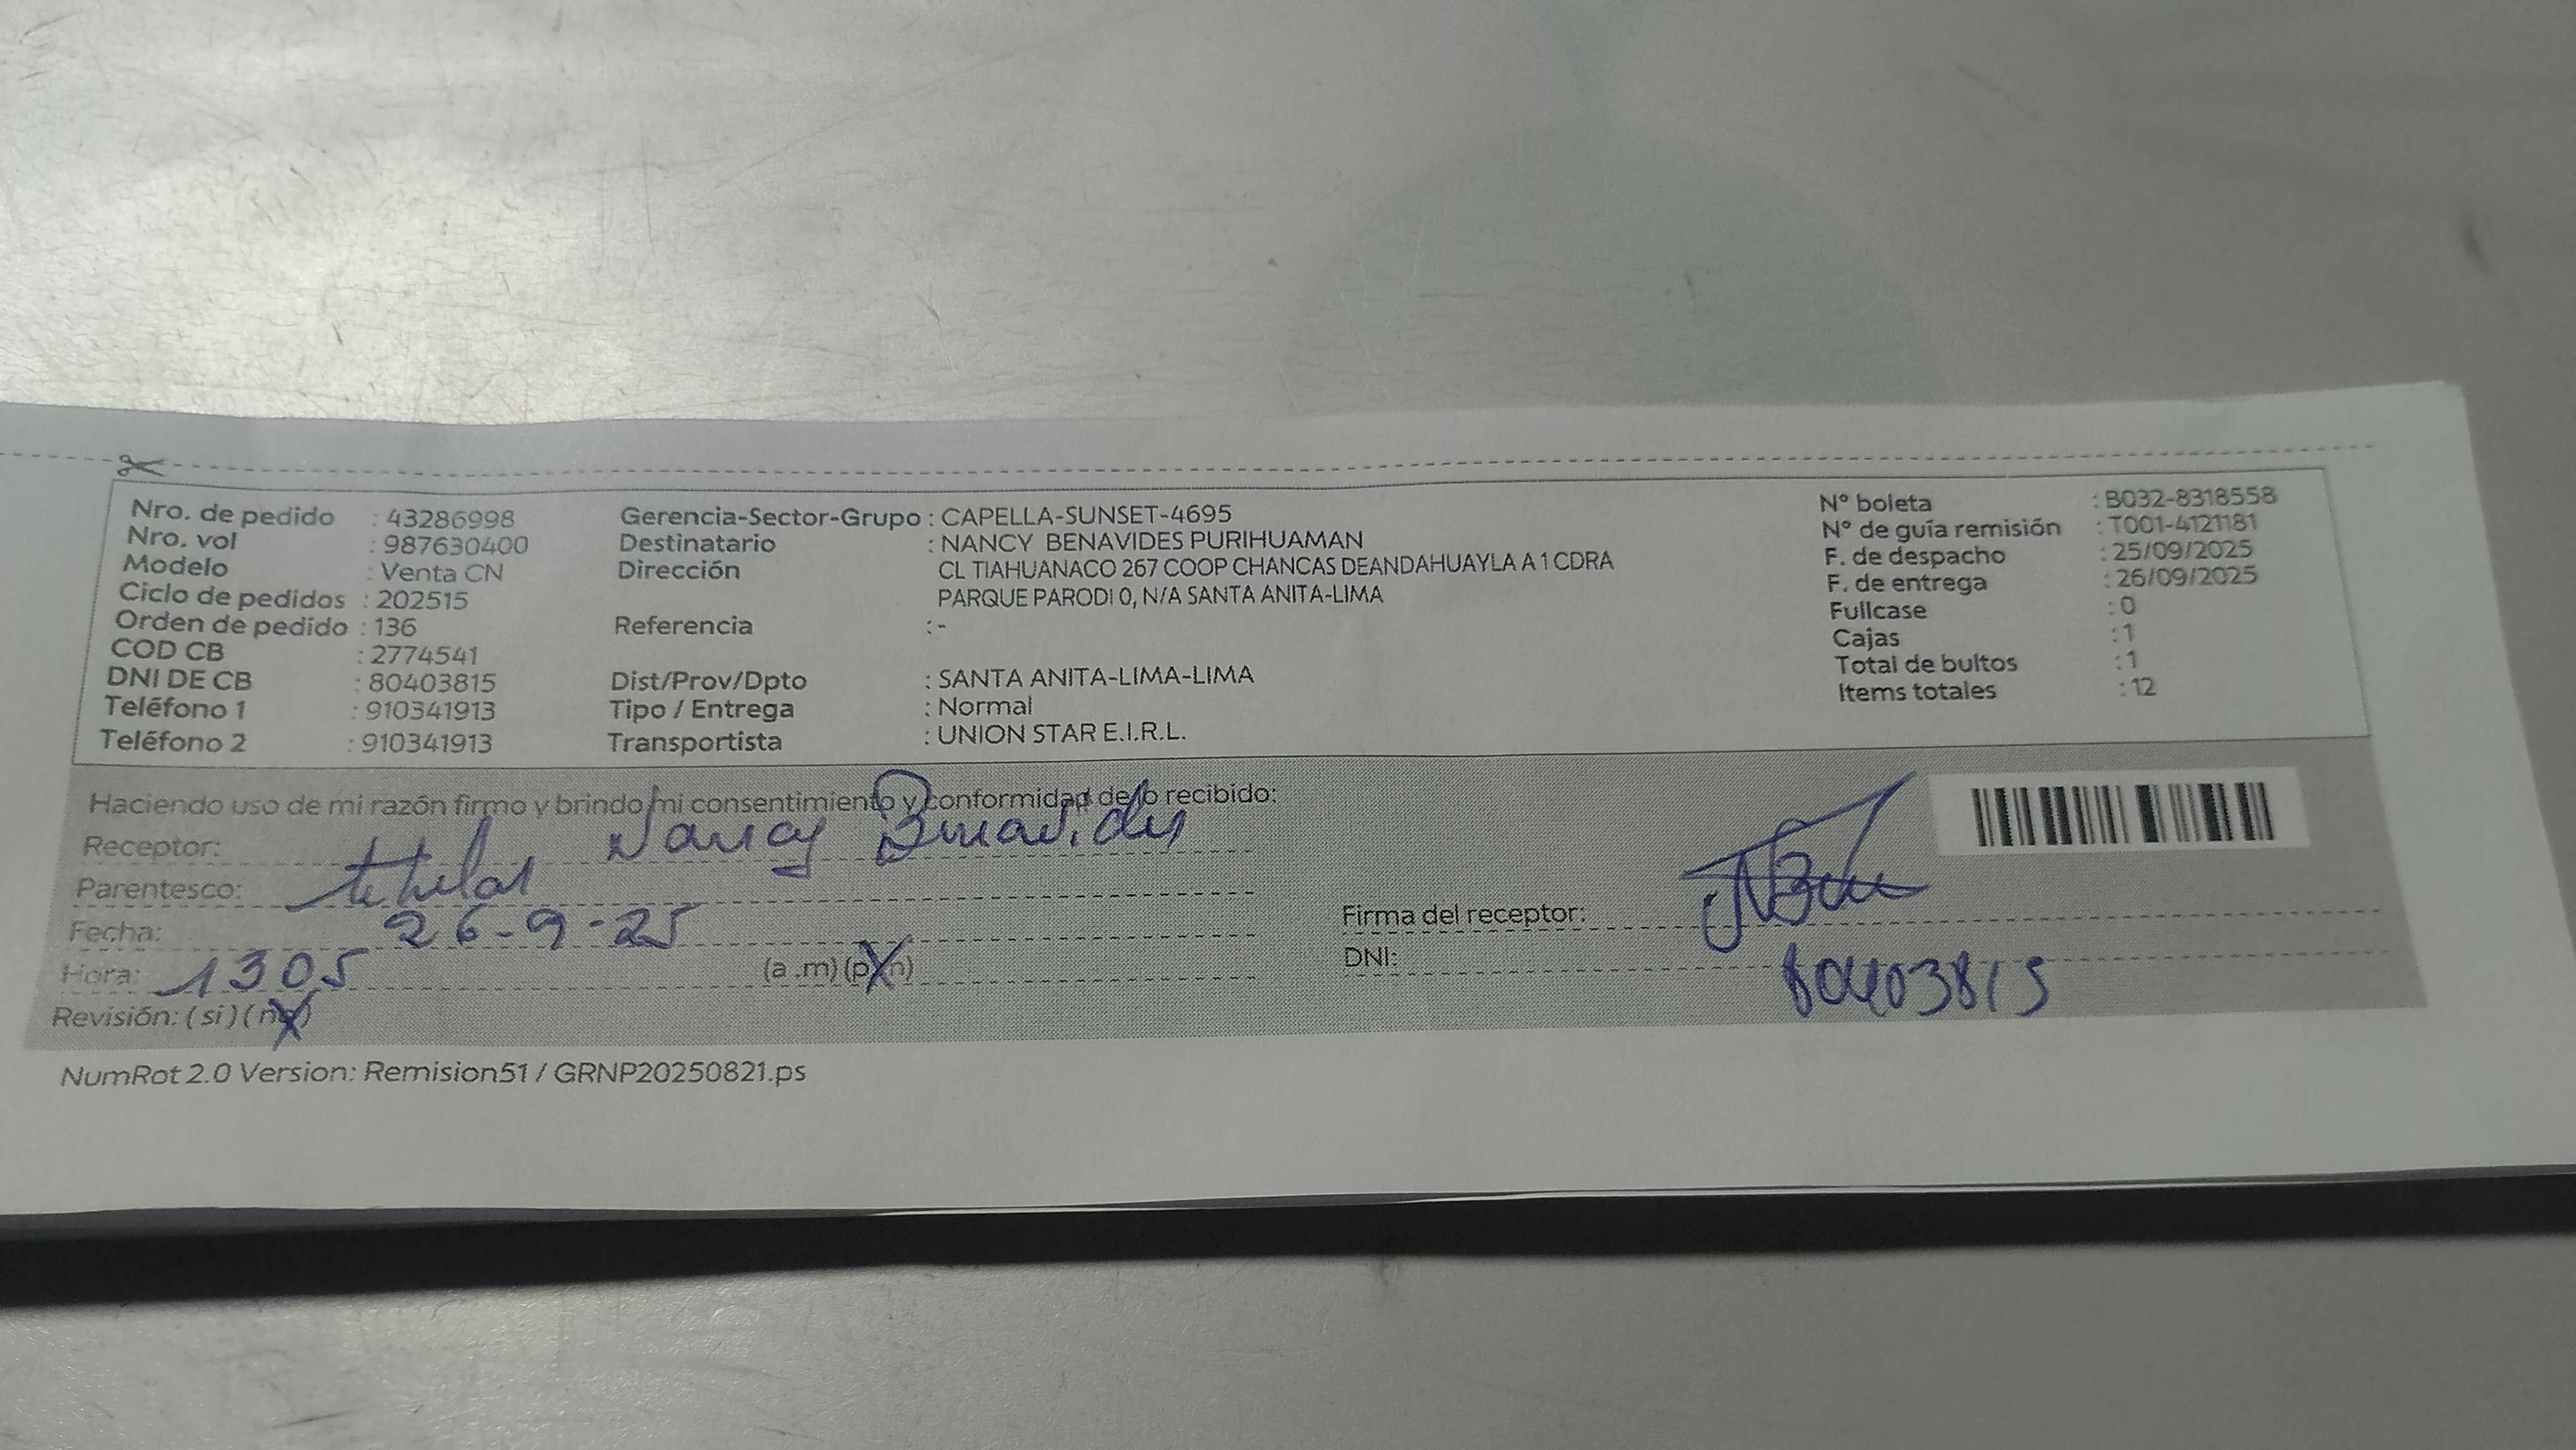 Nro. de pedido : 43286998
Nro. vol : 987630400
Modelo : Venta CN
Ciclo de pedidos : 202515
Orden de pedido : 136
COD CB : 2774541
DNI DE CB : 80403815
Teléfono 1 : 910341913
Teléfono 2 : 910341913
Gerencia-Sector-Grupo : CAPELLA-SUNSET-4695
Destinatario : NANCY BENAVIDES PURIHUAMAN
Dirección CL TIAHUANACO 267 COOP CHANCAS DEANDAHUAYLA A 1 CDRA
PARQUE PARODI 0, N/A SANTA ANITA-LIMA
Referencia : -
Dist/Prov/Dpto : SANTA ANITA-LIMA-LIMA
Tipo / Entrega : Normal
Transportista : UNION STAR E.I.R.L.
N° boleta : B032-8318558
N° de guía remisión : T001-4121181
F. de despacho : 25/09/2025
F. de entrega : 26/09/2025
Fullcase : 0
Cajas : 1
Total de bultos : 1
Items totales : 12
Haciendo uso de mi razón firmo y brindo mi consentimiento y conformidad de lo recibido:
Receptor: Nancy Benavides
Parentesco: titular
Fecha: 26-9-25
Hora: 1305 (a .m) (p.m)
Revisión: (si) (no)
Firma del receptor:
DNI: 80403815
NumRot 2.0 Version: Remision51 / GRNP20250821.ps